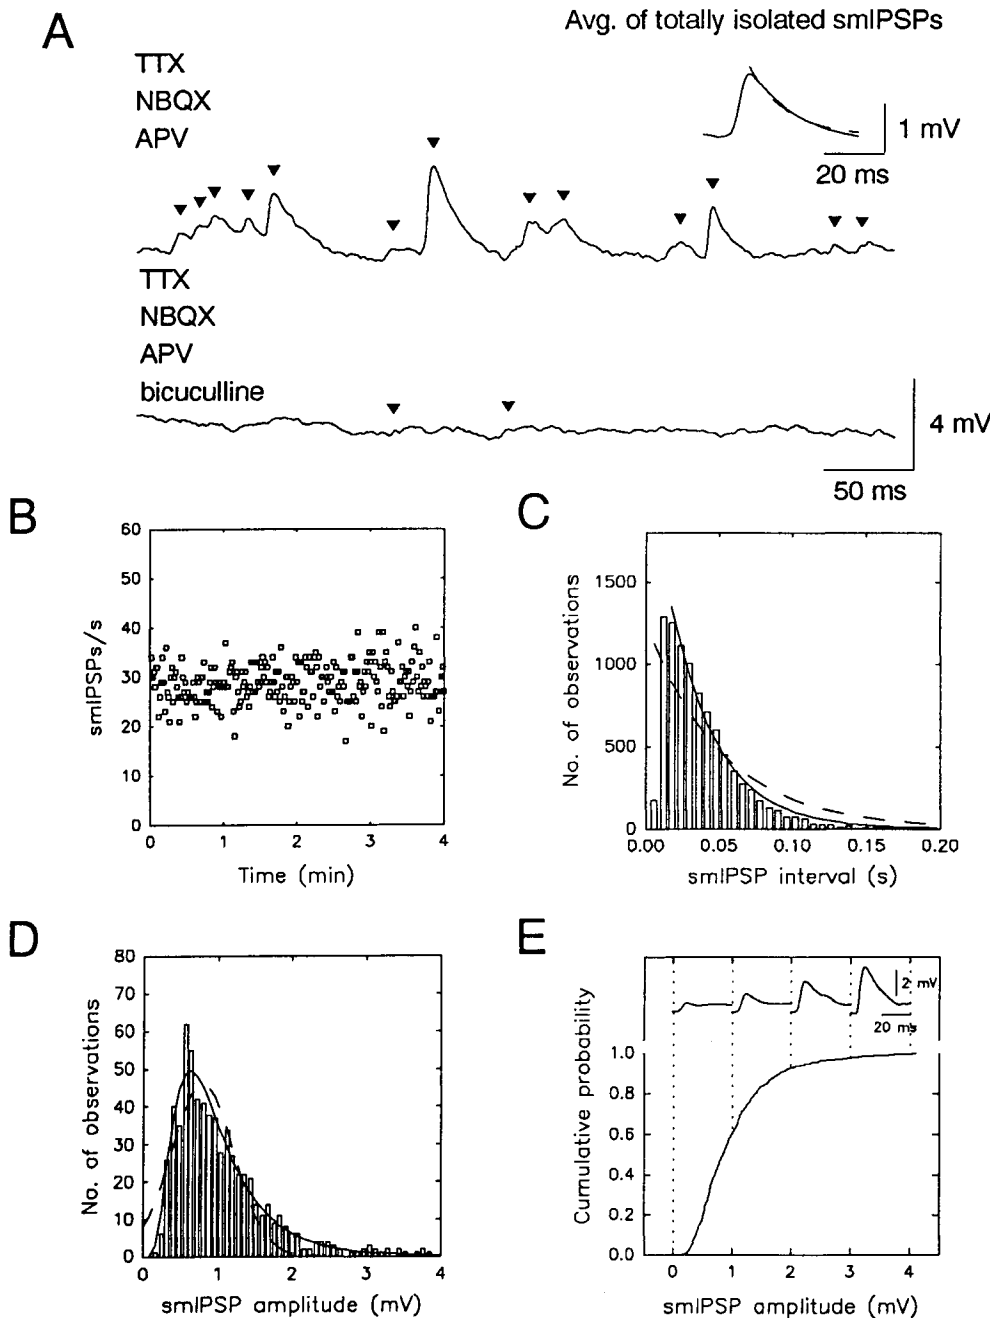 A
Avg. of totally isolated smIPSPs
TTX
NBQX
APV
1 mV
20 ms
TTX
NBQX
APV
bicuculline
4 mV
50 ms
B
60
50
40
30
20
10
0
smIPSPs/s
0 1 2 3 4
Time (min)
C
1500
1000
500
0
No. of observations
0.00 0.05 0.10 0.15 0.20
smIPSP interval (s)
D
80
70
60
50
40
30
20
10
0
No. of observations
0 1 2 3 4
smIPSP amplitude (mV)
E
2 mV
20 ms
1.0
0.8
0.6
0.4
0.2
0.0
Cumulative probability
0 1 2 3 4
smIPSP amplitude (mV)